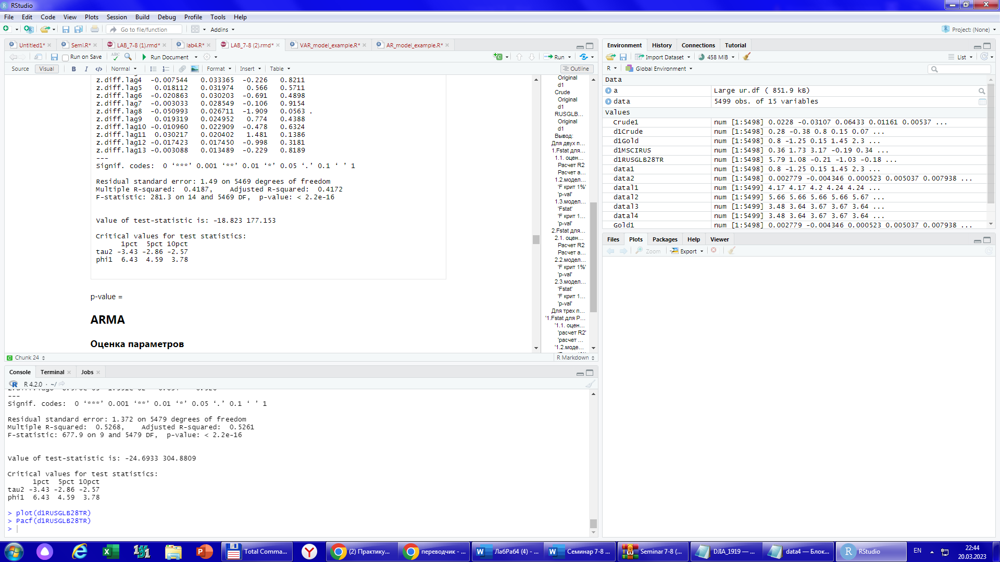 RStudio
File Edit Code View Plots Session Build Debug Profile Tools Help
Go to file/function Addins Project: (None)
Untitled1* Semi.R* LAB_7-8 (1).rmd* lab4.R* LAB_7-8 (2).rmd* VAR_model_example.R* AR_model_example.R*
Run on Save ABC Run Document Run
Source Visual B I </> Normal Format Insert Table Outline
z.diff.lag4 -0.007544 0.033365 -0.226 0.8211
z.diff.lag5 0.018112 0.031974 0.566 0.5711
z.diff.lag6 -0.020863 0.030203 -0.691 0.4898
z.diff.lag7 -0.003033 0.028549 -0.106 0.9154
z.diff.lag8 -0.050993 0.026711 -1.909 0.0563 .
z.diff.lag9 0.019319 0.024952 0.774 0.4388
z.diff.lag10 -0.010960 0.022909 -0.478 0.6324
z.diff.lag11 0.030217 0.020402 1.481 0.1386
z.diff.lag12 -0.017423 0.017450 -0.998 0.3181
z.diff.lag13 -0.003088 0.013489 -0.229 0.8189
---
Signif. codes: 0 ‘***’ 0.001 ‘**’ 0.01 ‘*’ 0.05 ‘.’ 0.1 ‘ ’ 1
Residual standard error: 1.49 on 5469 degrees of freedom
Multiple R-squared: 0.4187, Adjusted R-squared: 0.4172
F-statistic: 281.3 on 14 and 5469 DF, p-value: < 2.2e-16
Value of test-statistic is: -18.823 177.153
Critical values for test statistics:
1pct 5pct 10pct
tau2 -3.43 -2.86 -2.57
phi1 6.43 4.59 3.78
p-value =
ARMA
Оценка параметров
Chunk 24
R Markdown
Original
d1
Crude
Original
d1
RUSGLB...
Original
d1
Вывод:
Для двух п...
1.Fstat для...
1.1. оцен...
Расчет R2
Расчет а...
1.2.модел...
'F крит 1%'
'p-val'
1.3.модел...
'Fstat'
'F крит 1...
'p-val'
2.Fstat для...
2.1. оцен...
Расчет R2
Расчет а...
2.2.модел...
'F крит 1%'
'p-val'
2.3.модел...
'Fstat'
'F крит 1...
'p-val'
Для трех п...
'1.Fstat для Р...
'1.1. оцен...
'расчет R2'
'расчет ...
'1.2.моде...
Console Terminal Jobs
R 4.2.0 · ~/
---
Signif. codes: 0 ‘***’ 0.001 ‘**’ 0.01 ‘*’ 0.05 ‘.’ 0.1 ‘ ’ 1
Residual standard error: 1.372 on 5479 degrees of freedom
Multiple R-squared: 0.5268, Adjusted R-squared: 0.5261
F-statistic: 677.9 on 9 and 5479 DF, p-value: < 2.2e-16
Value of test-statistic is: -24.6933 304.8809
Critical values for test statistics:
1pct 5pct 10pct
tau2 -3.43 -2.86 -2.57
phi1 6.43 4.59 3.78
> plot(d1RUSGLB28TR)
> Pacf(d1RUSGLB28TR)
>
Environment History Connections Tutorial
Import Dataset 458 MiB List
R Global Environment
Data
a Large ur.df ( 851.9 kB)
data 5499 obs. of 15 variables
Values
Crude1 num [1:5498] 0.0228 -0.03107 0.06433 0.01161 0.00537 ...
d1Crude num [1:5498] 0.28 -0.38 0.8 0.15 0.07 ...
d1Gold num [1:5498] 0.8 -1.25 0.15 1.45 2.3 ...
d1MSCIRUS num [1:5498] 0.36 1.73 3.17 -0.19 0.34 ...
d1RUSGLB28TR num [1:5498] 5.79 1.08 -0.21 -1.03 -0.18 ...
data1 num [1:5498] 0.8 -1.25 0.15 1.45 2.3 ...
data2 num [1:5498] 0.002779 -0.004346 0.000523 0.005037 0.007938 ...
datal1 num [1:5499] 4.17 4.17 4.2 4.24 4.24 ...
datal2 num [1:5499] 5.66 5.66 5.66 5.66 5.67 ...
datal3 num [1:5499] 3.48 3.64 3.67 3.67 3.64 ...
datal4 num [1:5499] 3.48 3.64 3.67 3.67 3.64 ...
Gold1 num [1:5498] 0.002779 -0.004346 0.000523 0.005037 0.007938 ...
Files Plots Packages Help Viewer
Zoom Export
Total Comma... (2) Практику... переводчик - ... ЛабРаб4 (4) - ... Семинар 7-8 ... Seminar 7-8 (... DJIA_1919 — ... data4 — Блок... RStudio EN 22:44
20.03.2023